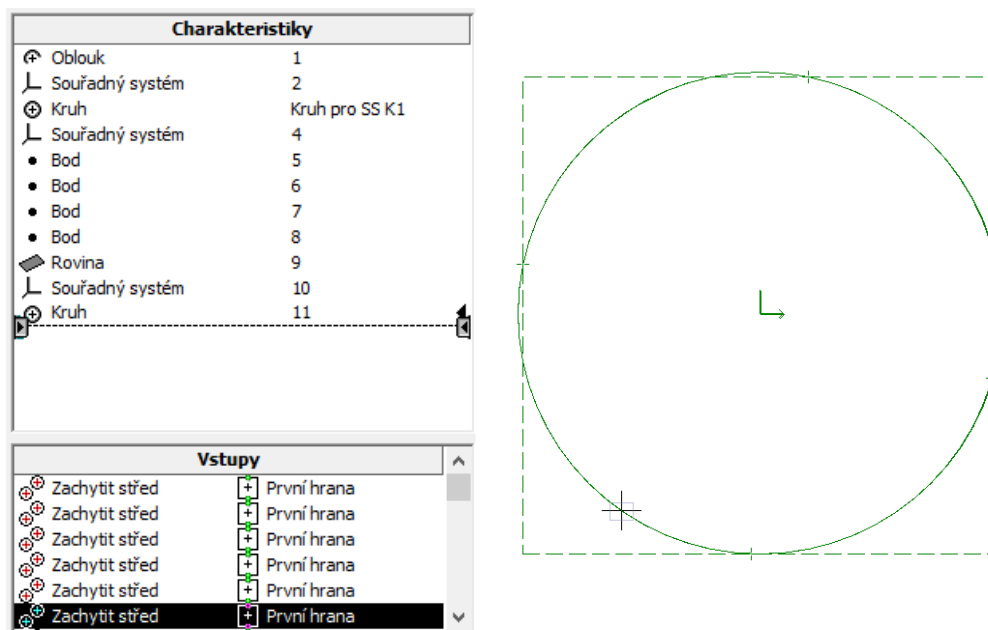 Charakteristiky
Oblouk 1
Souřadný systém 2
Kruh Kruh pro SS K1
Souřadný systém 4
Bod 5
Bod 6
Bod 7
Bod 8
Rovina 9
Souřadný systém 10
Kruh 11
Vstupy
Zachytit střed První hrana
Zachytit střed První hrana
Zachytit střed První hrana
Zachytit střed První hrana
Zachytit střed První hrana
Zachytit střed První hrana